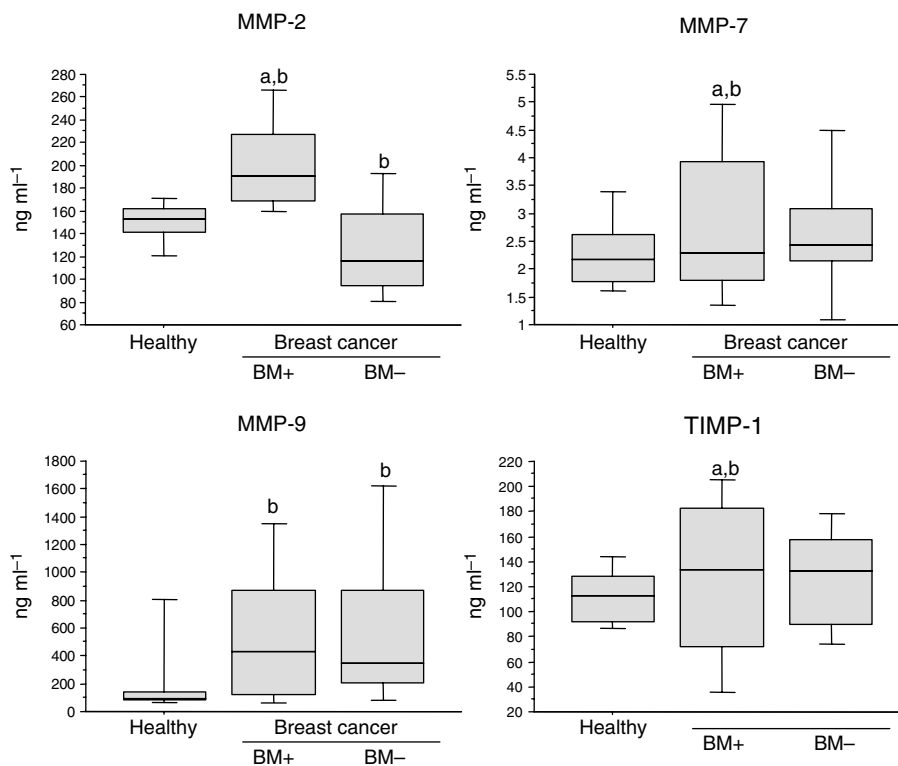 MMP-2
280
260
240
220
200
180
160
140
120
100
80
60
ng ml⁻¹
a,b
b
Healthy
Breast cancer
BM+ BM–
MMP-7
5.5
5
4.5
4
3.5
3
2.5
2
1.5
1
ng ml⁻¹
a,b
Healthy
Breast cancer
BM+ BM–
MMP-9
1800
1600
1400
1200
1000
800
600
400
200
0
ng ml⁻¹
b
b
Healthy
Breast cancer
BM+ BM–
TIMP-1
220
200
180
160
140
120
100
80
60
40
20
ng ml⁻¹
a,b
Healthy
BM+ BM–